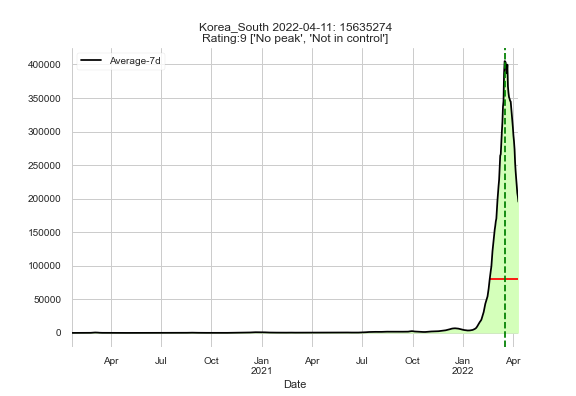 Korea_South 2022-04-11: 15635274
Rating:9 ['No peak', 'Not in control']
Average-7d
400000
350000
300000
250000
200000
150000
100000
50000
0
Apr Jul Oct Jan Apr Jul Oct Jan Apr
2021 2022
Date